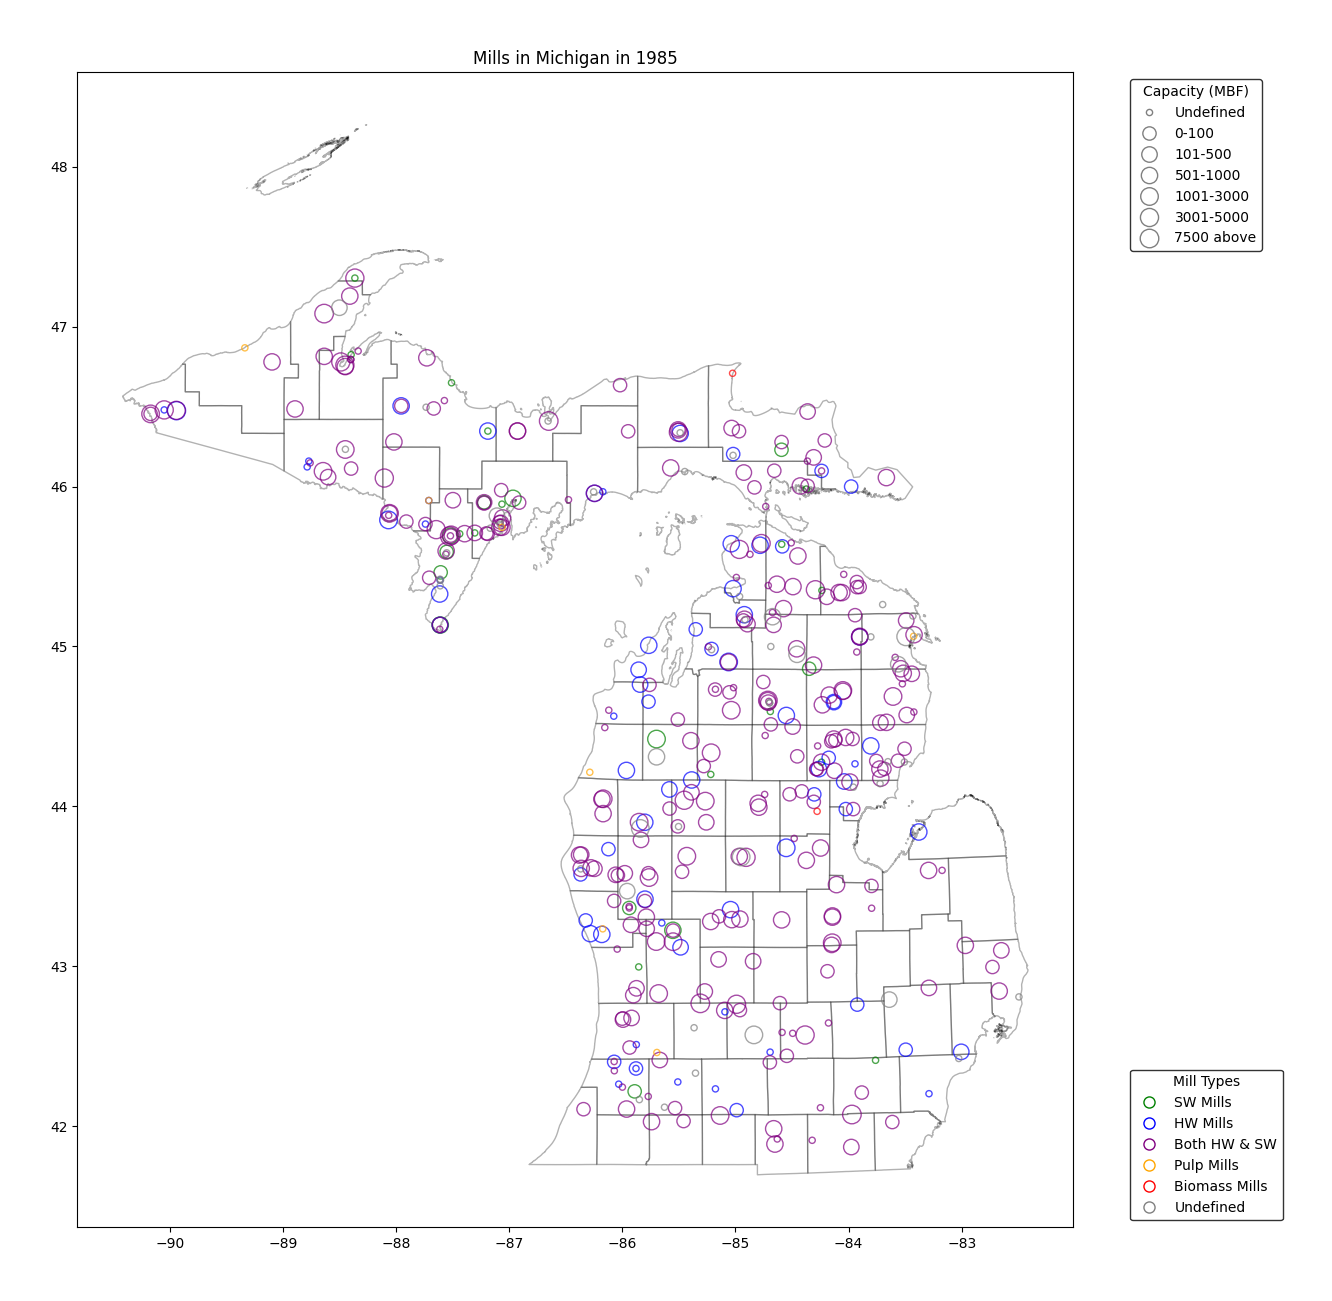 Mills in Michigan in 1985
Capacity (MBF)
Undefined
0-100
101-500
501-1000
1001-3000
3001-5000
7500 above
48
47
46
45
44
43
42
−90 −89 −88 −87 −86 −85 −84 −83
Mill Types
SW Mills
HW Mills
Both HW & SW
Pulp Mills
Biomass Mills
Undefined